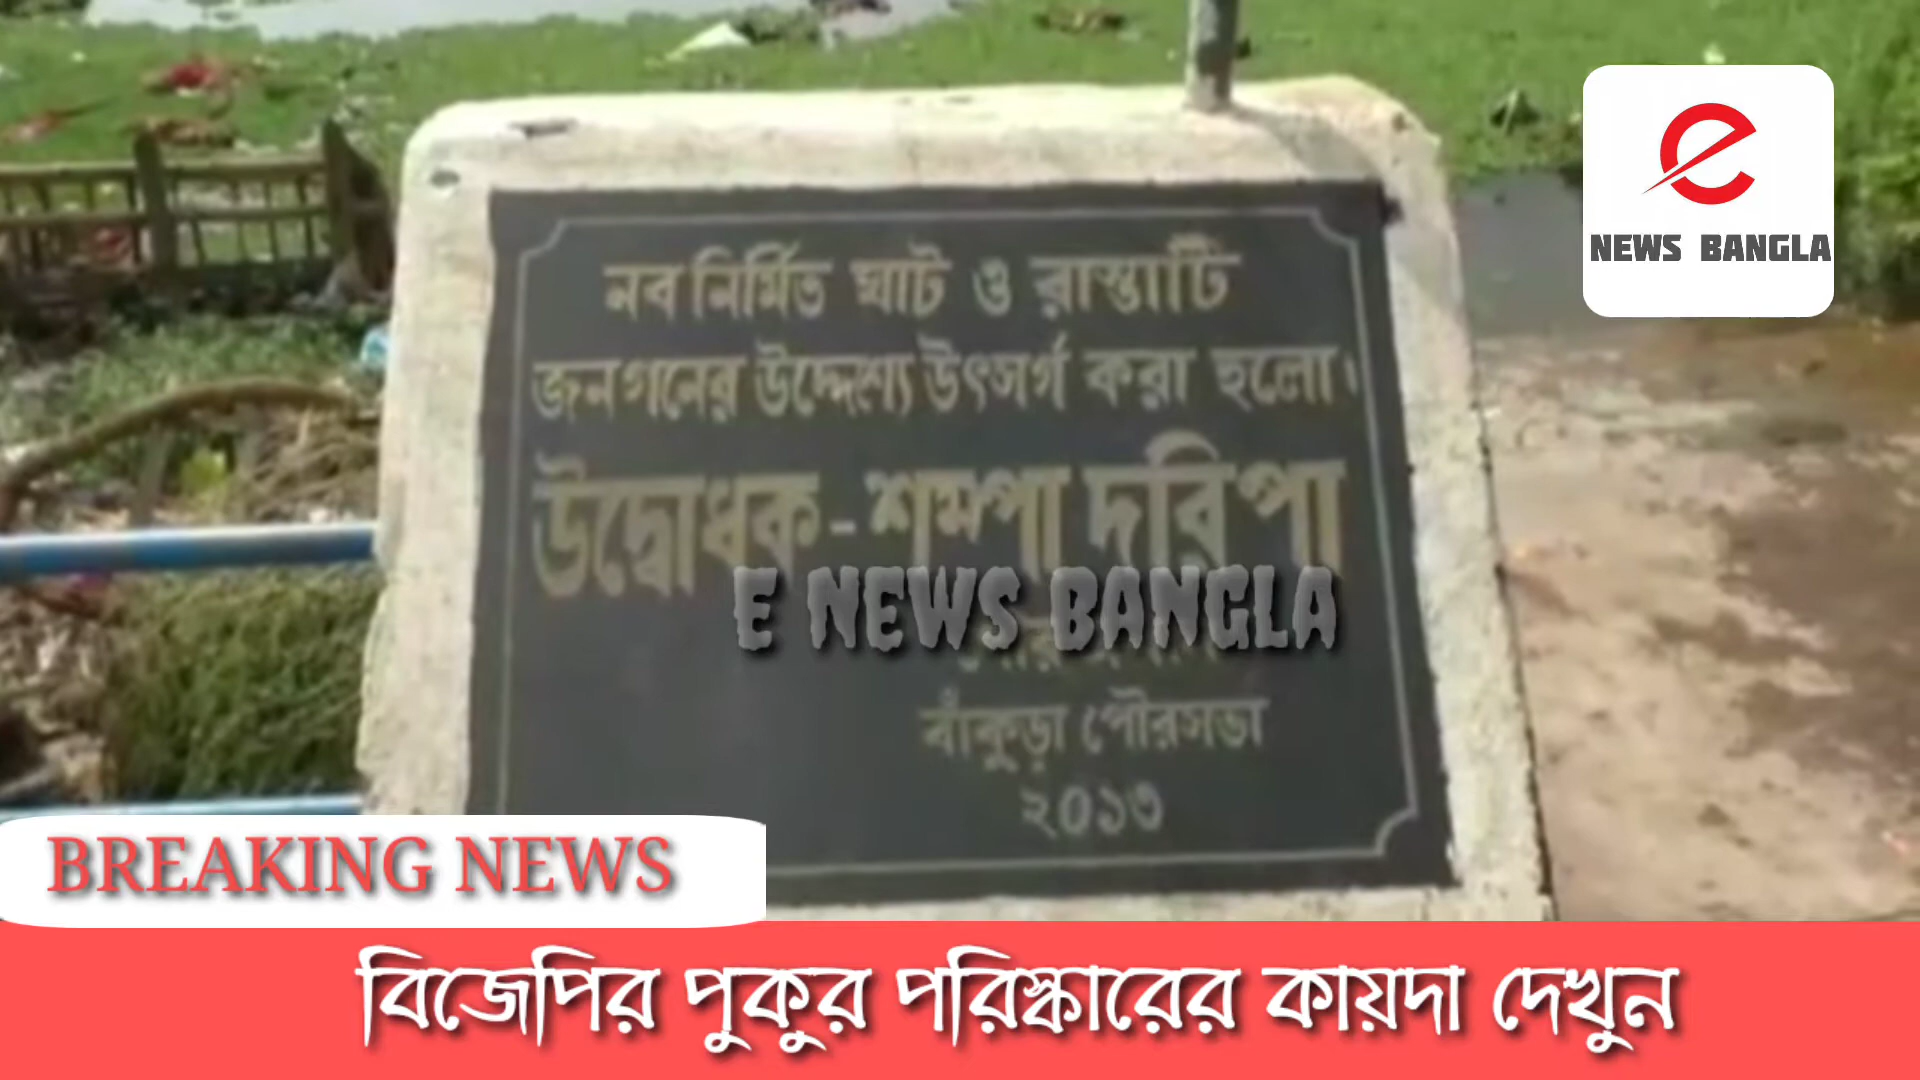 NEWS BANGLA
নব নির্মিত ঘাট ও রাস্তাটি
জনগনের উদ্দেশ্যে উৎসর্গ করা হলো।
উদ্বোধক - শম্পা দরিপা
E NEWS BANGLA
বাঁকুড়া পৌরসভা
২০১৩
BREAKING NEWS
বিজেপির পুকুর পরিস্কারের কায়দা দেখুন